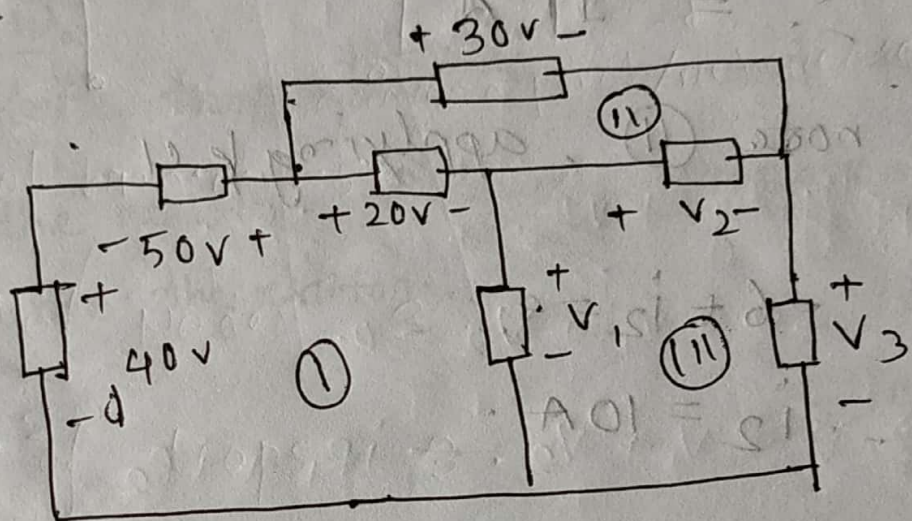 + 30v -
II
- 50v +
+ 20v -
+ V2 -
+
40v
-
I
+
V1
-
III
+
V3
-